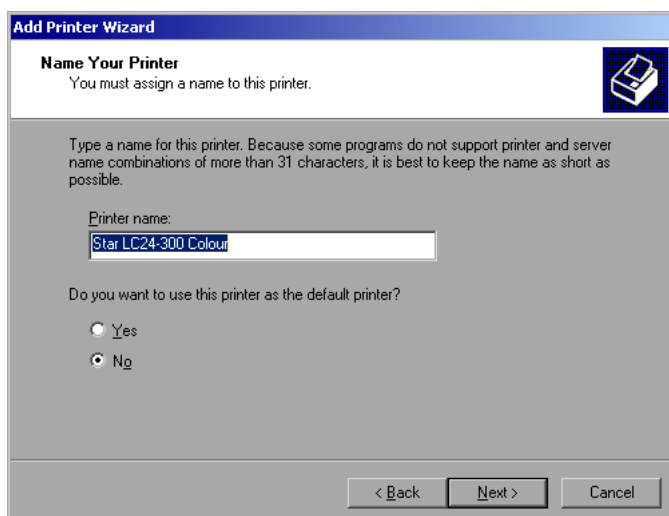 Add Printer Wizard
Name Your Printer
You must assign a name to this printer.
Type a name for this printer. Because some programs do not support printer and server
name combinations of more than 31 characters, it is best to keep the name as short as
possible.
Printer name:
Star LC24-300 Colour
Do you want to use this printer as the default printer?
Yes
No
< Back Next > Cancel